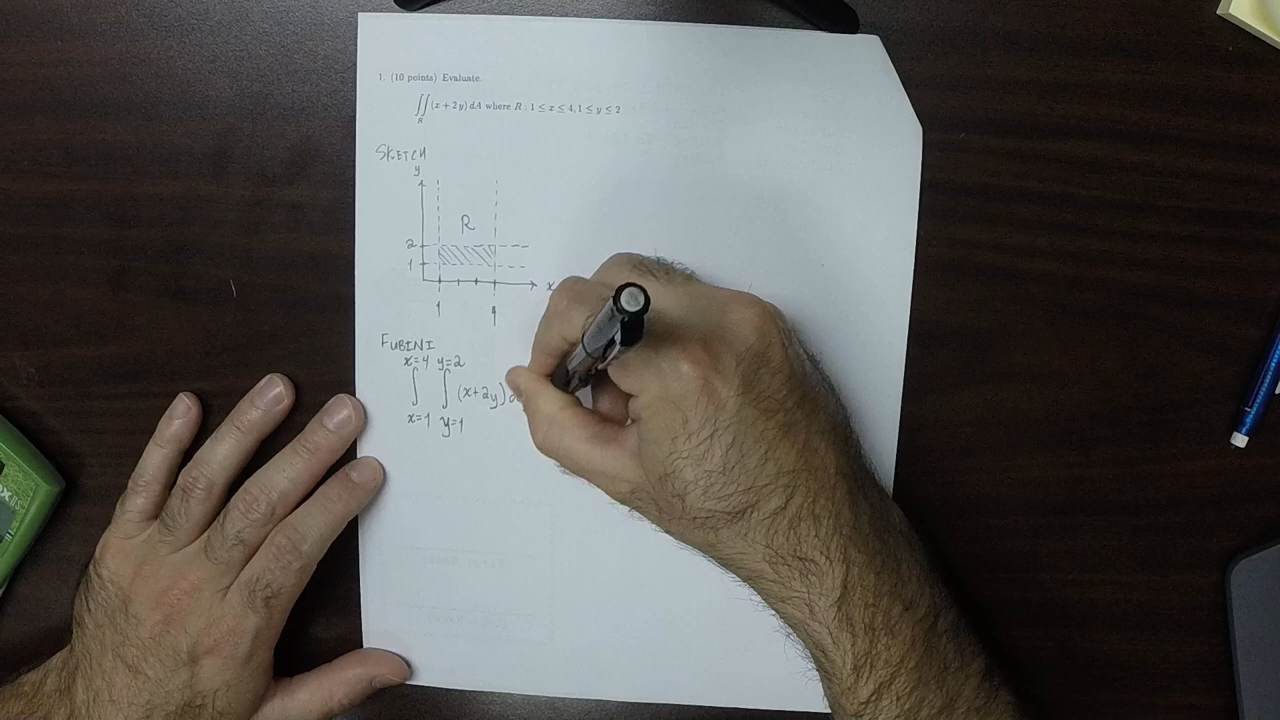 1. (10 points) Evaluate.
∬ (x + 2y) dA where R : 1 ≤ x ≤ 4, 1 ≤ y ≤ 2
R
SKETCH
y
R
2
1
x
1 4
FUBINI
x=4 y=2
∫ ∫ (x+2y)
x=1 y=1